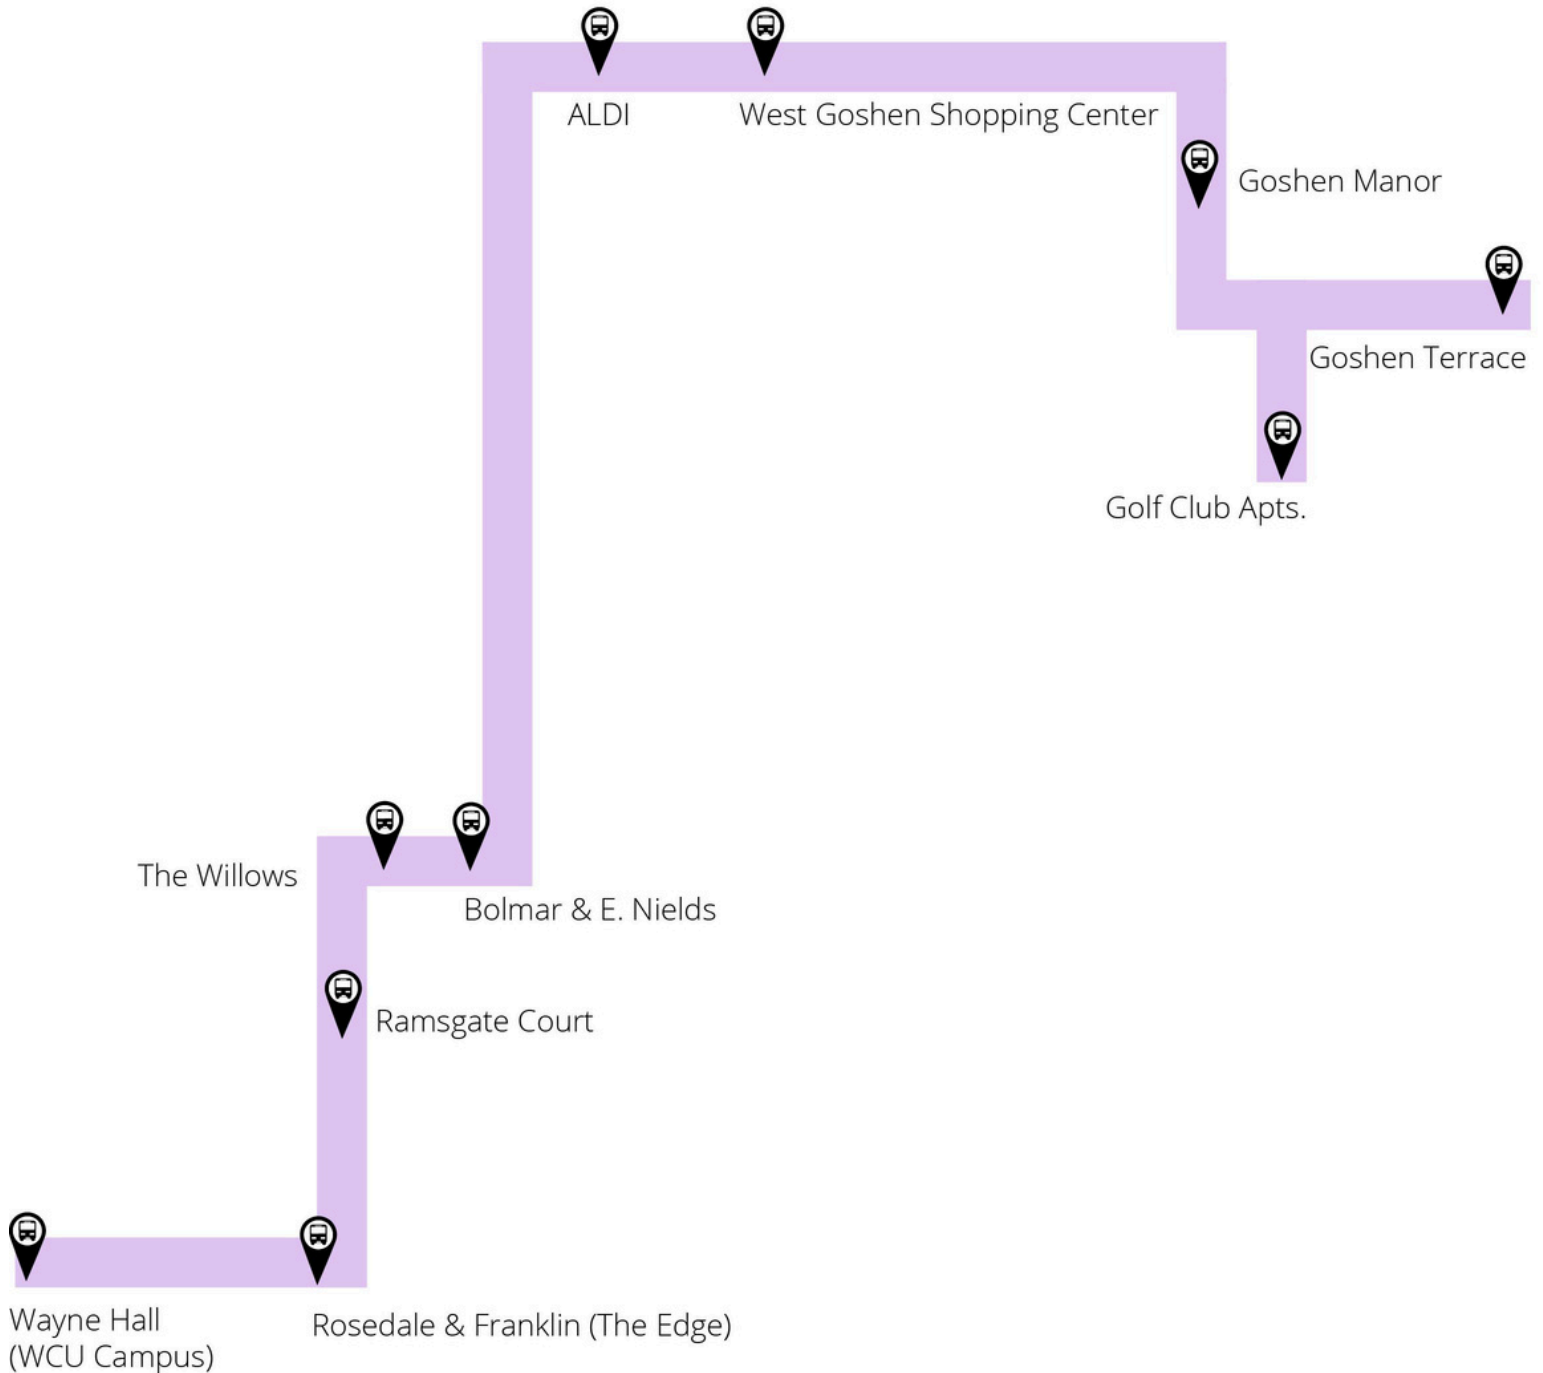 ALDI
West Goshen Shopping Center
Goshen Manor
Goshen Terrace
Golf Club Apts.
The Willows
Bolmar & E. Nields
Ramsgate Court
Wayne Hall
(WCU Campus)
Rosedale & Franklin (The Edge)